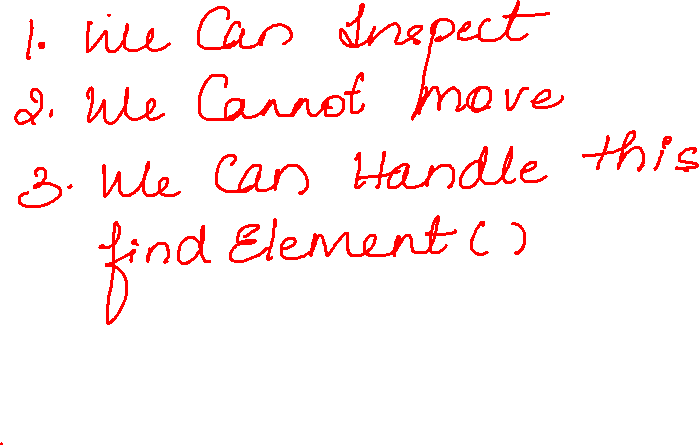 1. We Can Inspect
2. We Cannot move
3. We Can Handle this
find Element ()